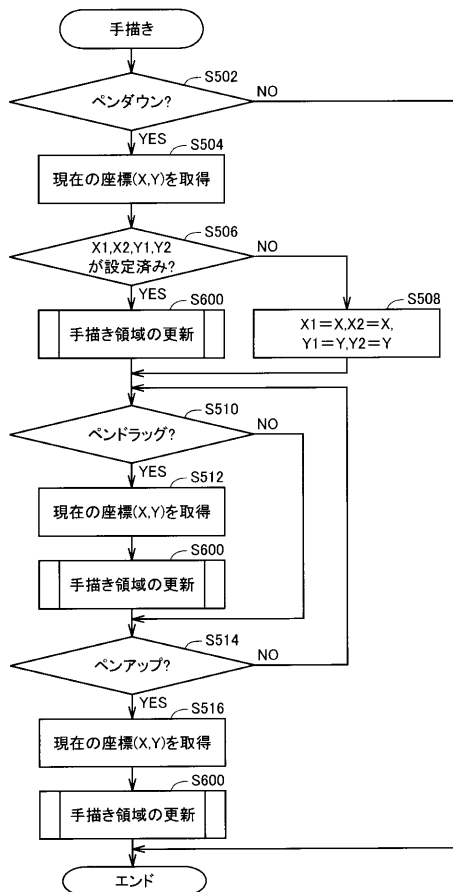 手描き
S502
ペンダウン?
NO
YES
S504
現在の座標(X,Y)を取得
S506
X1,X2,Y1,Y2
が設定済み?
NO
YES
S600
手描き領域の更新
S508
X1=X,X2=X,
Y1=Y,Y2=Y
S510
ペンドラッグ?
NO
YES
S512
現在の座標(X,Y)を取得
S600
手描き領域の更新
S514
ペンアップ?
NO
YES
S516
現在の座標(X,Y)を取得
S600
手描き領域の更新
エンド